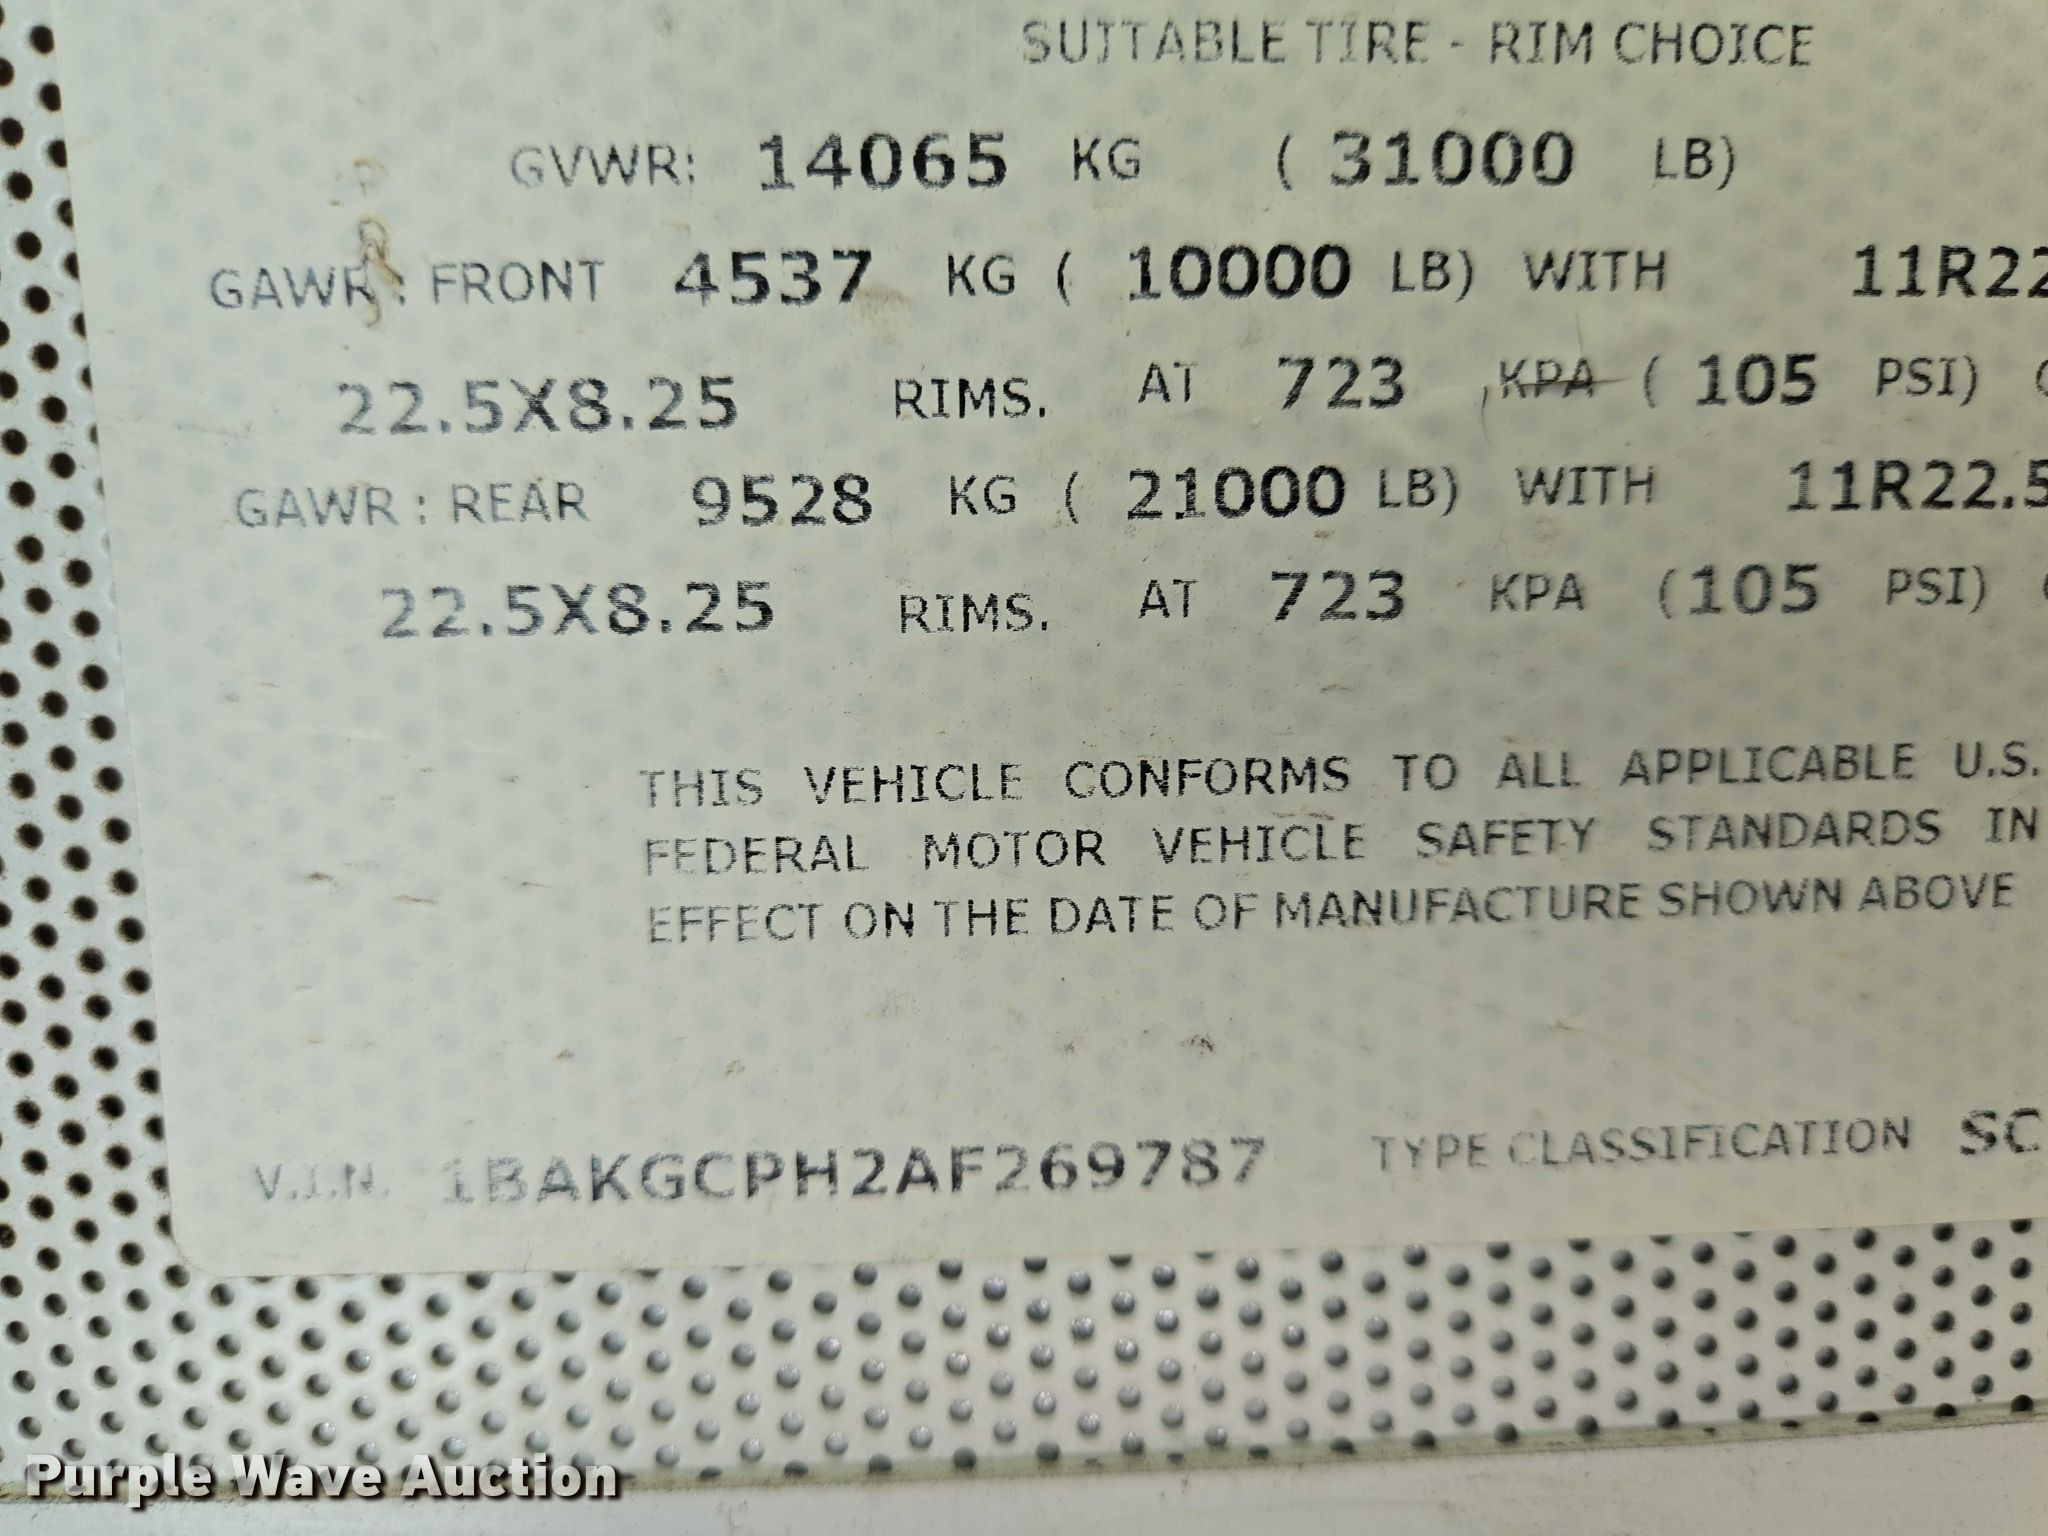 SUITABLE TIRE - RIM CHOICE
GVWR: 14065 KG ( 31000 LB)
GAWR : FRONT 4537 KG ( 10000 LB) WITH 11R22
22.5X8.25 RIMS. AT 723 KPA ( 105 PSI)
GAWR : REAR 9528 KG ( 21000 LB) WITH 11R22.5
22.5X8.25 RIMS. AT 723 KPA (105 PSI)
THIS VEHICLE CONFORMS TO ALL APPLICABLE U.S.
FEDERAL MOTOR VEHICLE SAFETY STANDARDS IN
EFFECT ON THE DATE OF MANUFACTURE SHOWN ABOVE
V.I.N. 1BAKGCPH2AF269787 TYPE CLASSIFICATION SC
Purple Wave Auction